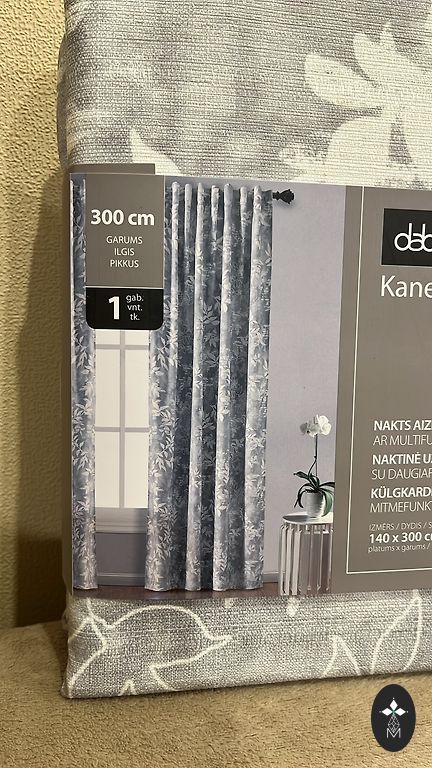 300 cm
GARUMS
ILGIS
PIKKUS
1 gab.
vnt.
tk.
Kane
NAKTS AIZ
AR MULTIFU
NAKTINĖ U
SU DAUGIAF
KÜLGKARD
MITMEFUNK
IZMĒRS / DYDIS / S
140 x 300 c
platums x garums /
M